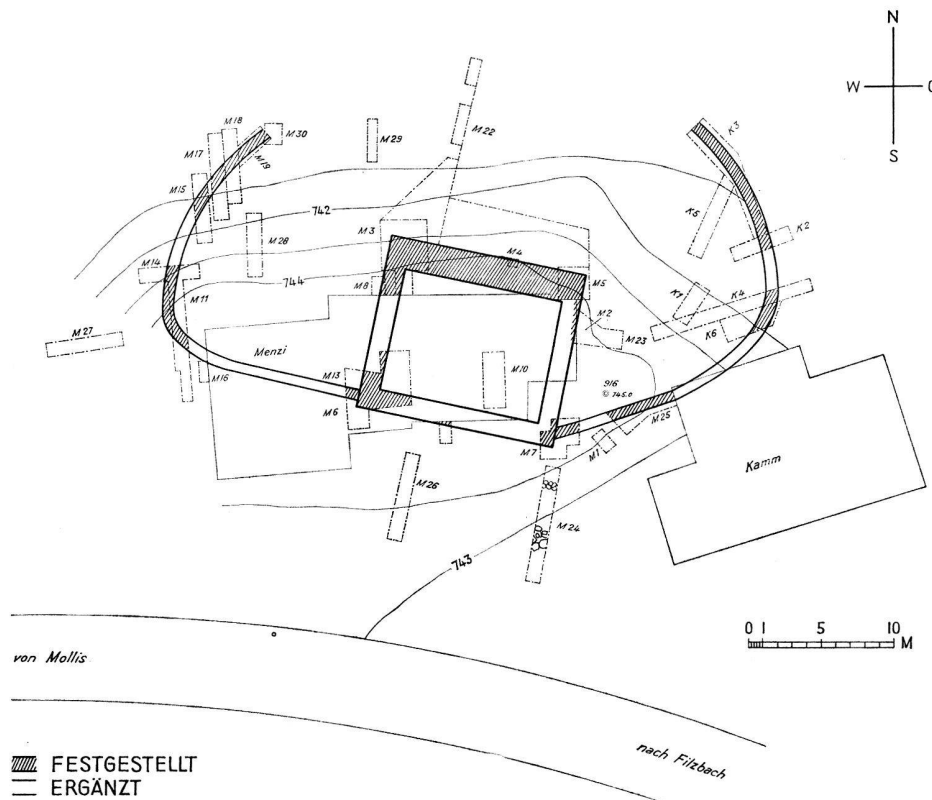 N
W
O
S
M18
M30
M17
M19
M15
M29
M22
K3
K5
K2
M14
M28
742
M3
M4
M5
M8
744
M11
M2
K7
K4
K6
M23
M27
Menzi
M16
M13
M10
M6
916
745.0
M25
M7
M1
M26
M24
Kamm
743
0 1 5 10
M
von Mollis
nach Filzbach
FESTGESTELLT
ERGÄNZT